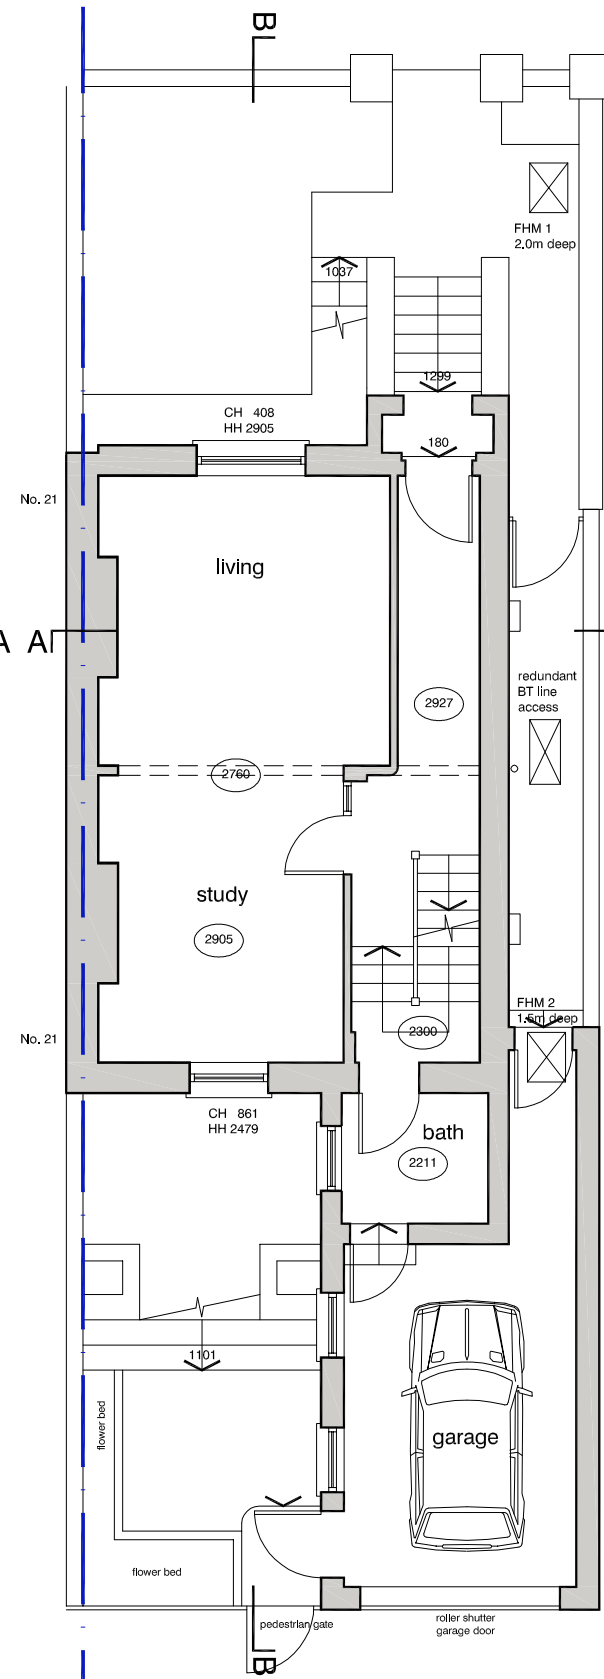 B
FHM 1
2.0m deep
1037
1299
CH 408
HH 2905
180
No. 21
living
A A
redundant
BT line
access
2927
2760
study
2905
FHM 2
1.5m deep
2300
No. 21
CH 861
HH 2479
bath
2211
1101
flower bed
garage
flower bed
pedestrian gate
roller shutter
garage door
B